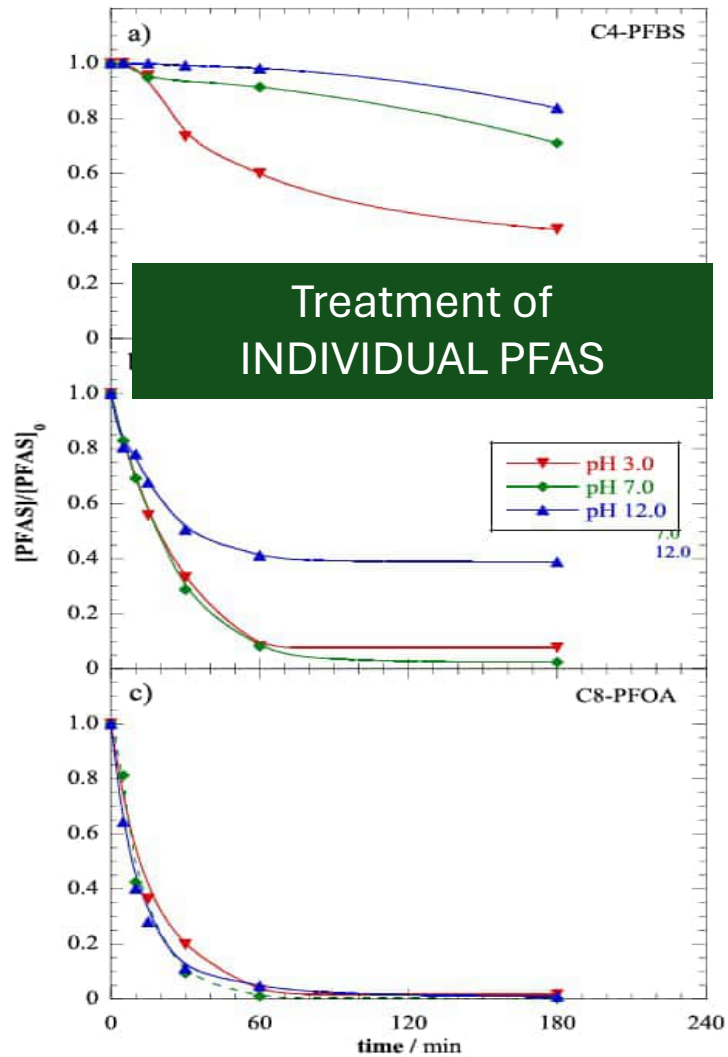 a)
C4-PFBS
1.0
0.8
0.6
0.4
0.2
0
Treatment of
INDIVIDUAL PFAS
[PFAS]/[PFAS]0
1.0
0.8
0.6
0.4
0.2
0
pH 3.0
pH 7.0
pH 12.0
7.0
12.0
c)
C8-PFOA
1.0
0.8
0.6
0.4
0.2
0
0 60 120 180 240
time / min